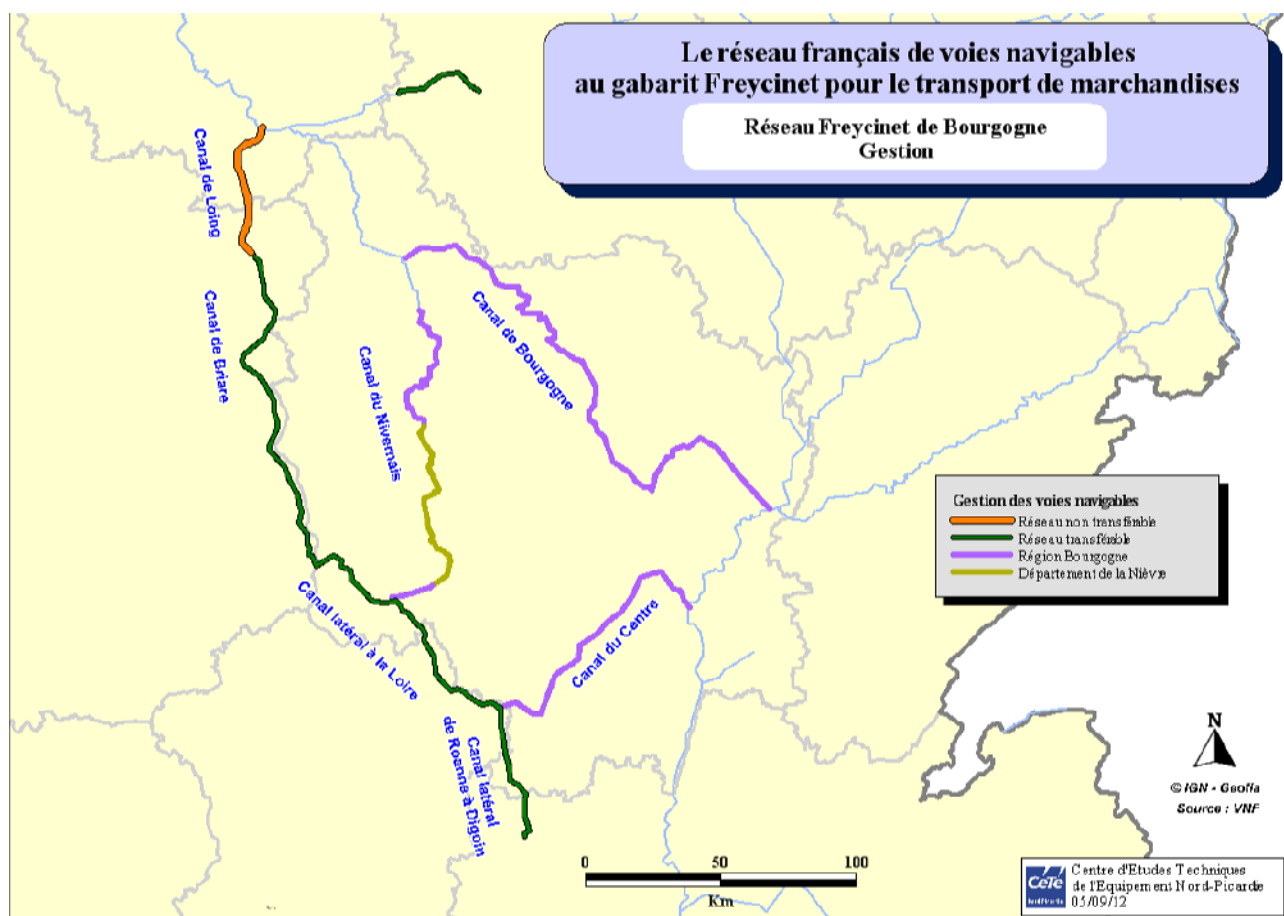 Le réseau français de voies navigables
au gabarit Freycinet pour le transport de marchandises
Réseau Freycinet de Bourgogne
Gestion
Canal de Loing
Canal de Briare
Canal du Nivernais
Canal de Bourgogne
Canal latéral à la Loire
Canal du Centre
Canal latéral
de Roanne à Digoin
Gestion des voies navigables
Réseau non transférable
Réseau transférable
Région Bourgogne
Département de la Nièvre
N
© IGN - Geofla
Source : VNF
0 50 100
Km
CeTe
Centre d'Etudes Techniques
de l'Equipement Nord-Picardie
05/09/12